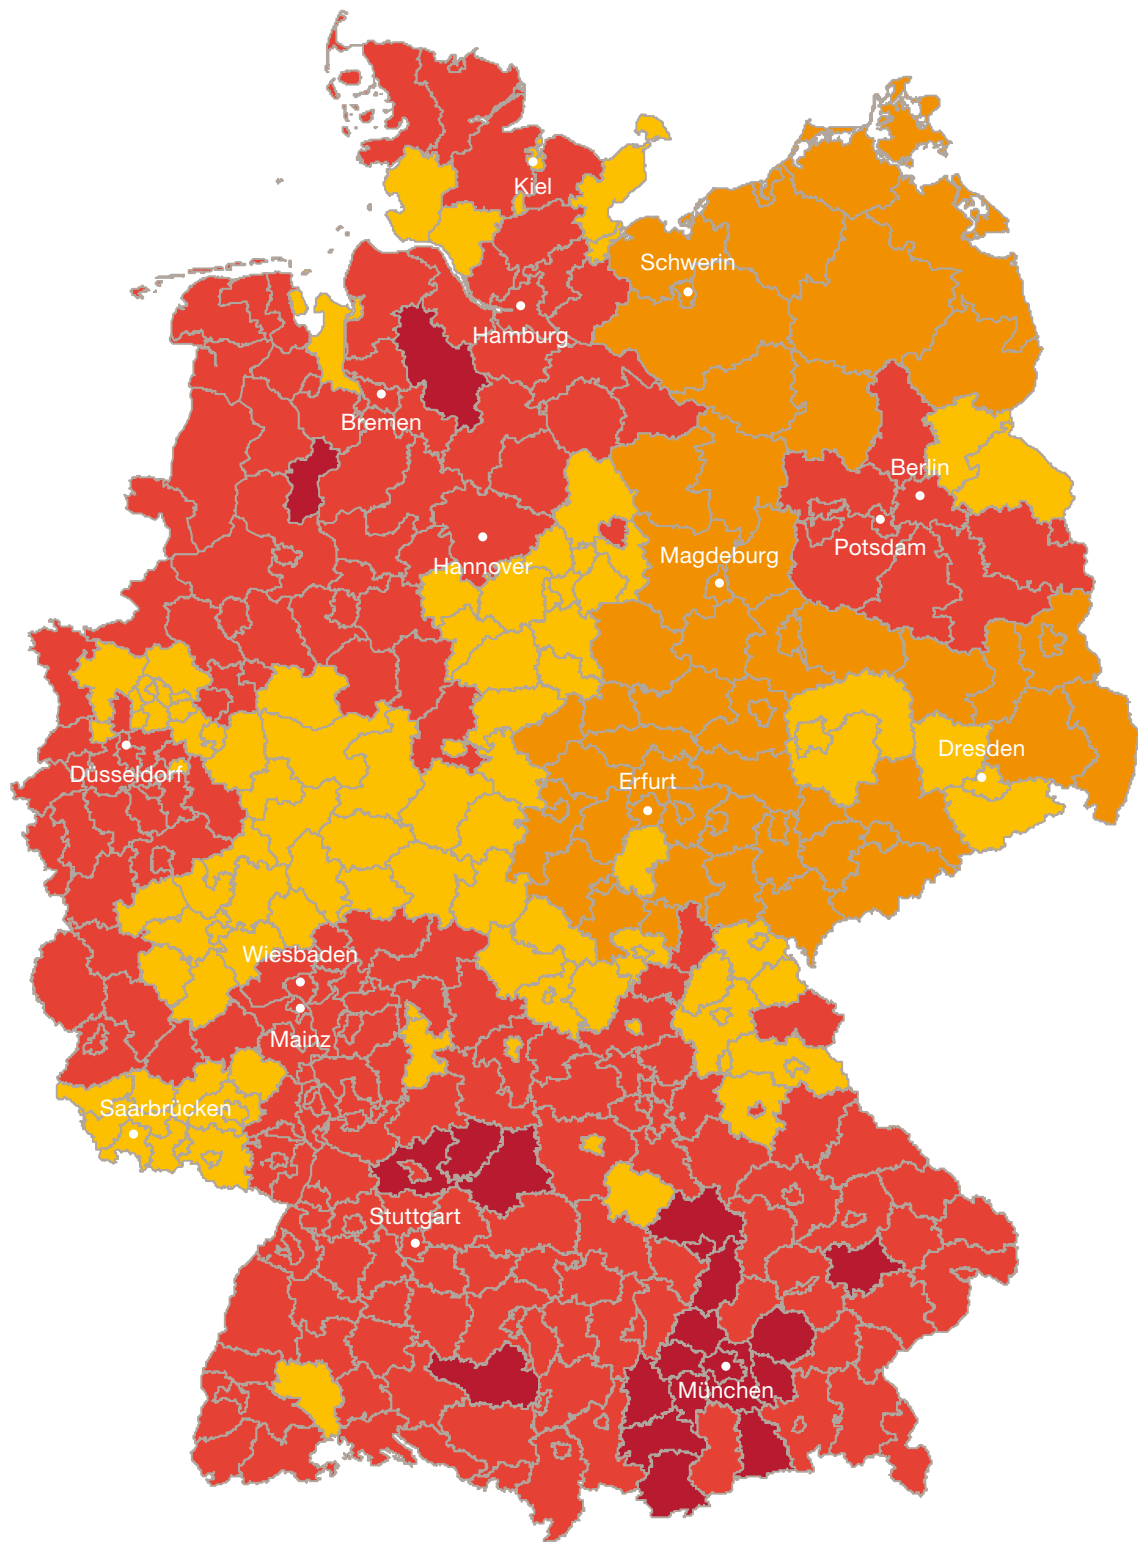 Kiel
Schwerin
Hamburg
Bremen
Berlin
Potsdam
Hannover
Magdeburg
Düsseldorf
Dresden
Erfurt
Wiesbaden
Mainz
Saarbrücken
Stuttgart
München